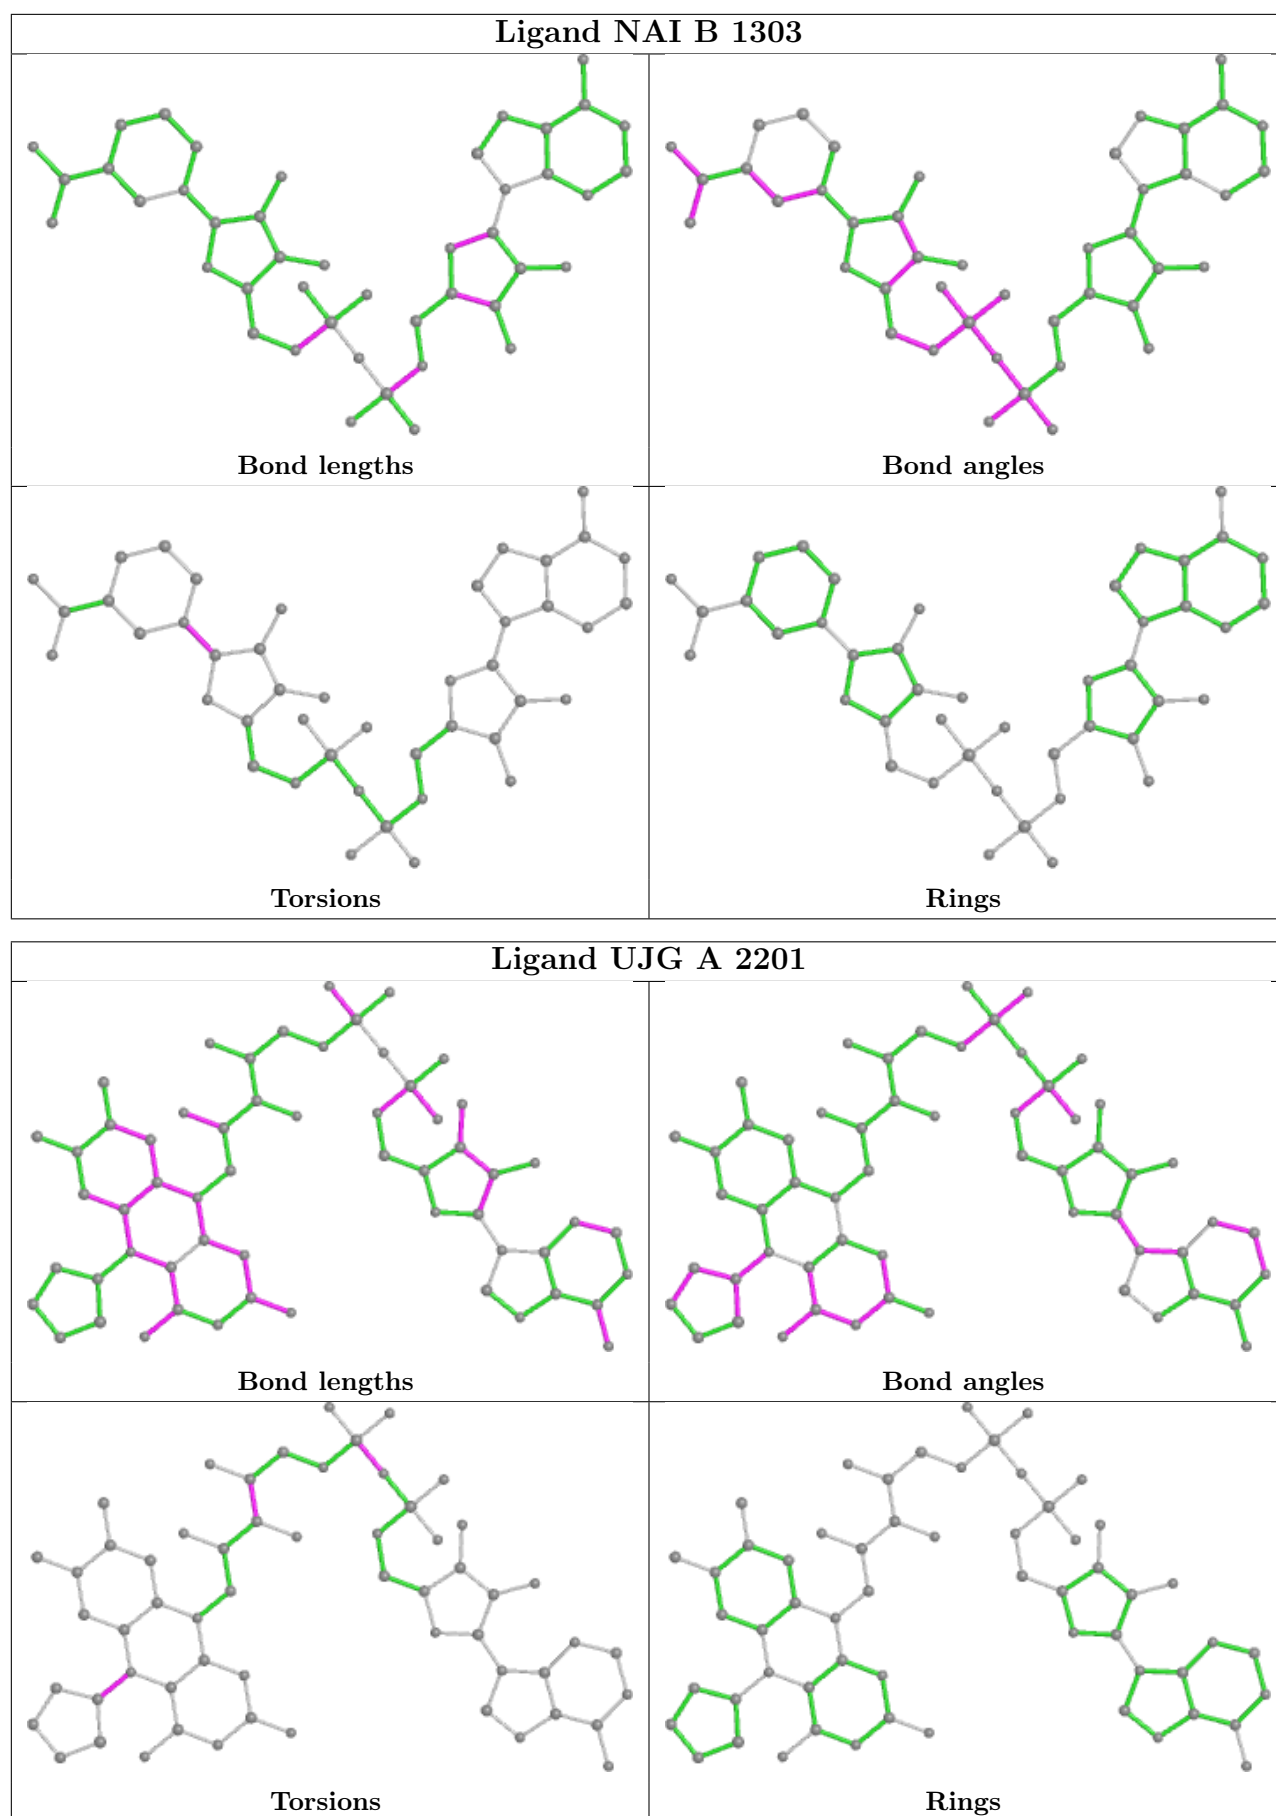 Ligand NAI B 1303
Bond lengths
Bond angles
Torsions
Rings
Ligand UJG A 2201
Bond lengths
Bond angles
Torsions
Rings